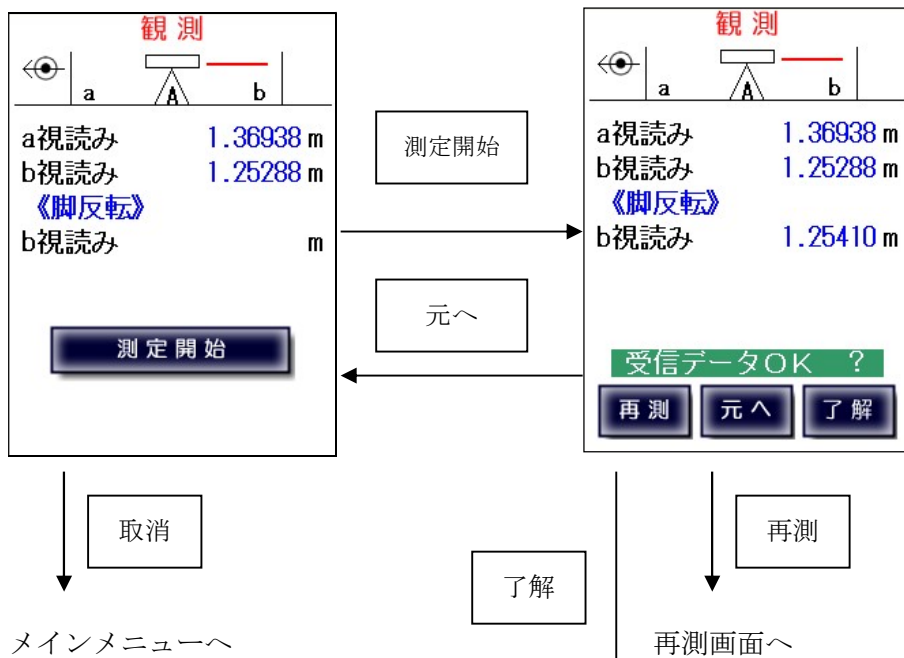 観測
a A b
a視読み 1.36938 m
b視読み 1.25288 m
《脚反転》
b視読み m
測定開始
測定開始
元へ
観測
a A b
a視読み 1.36938 m
b視読み 1.25288 m
《脚反転》
b視読み 1.25410 m
受信データOK ?
再測 元へ 了解
取消
メインメニューへ
了解
再測
再測画面へ